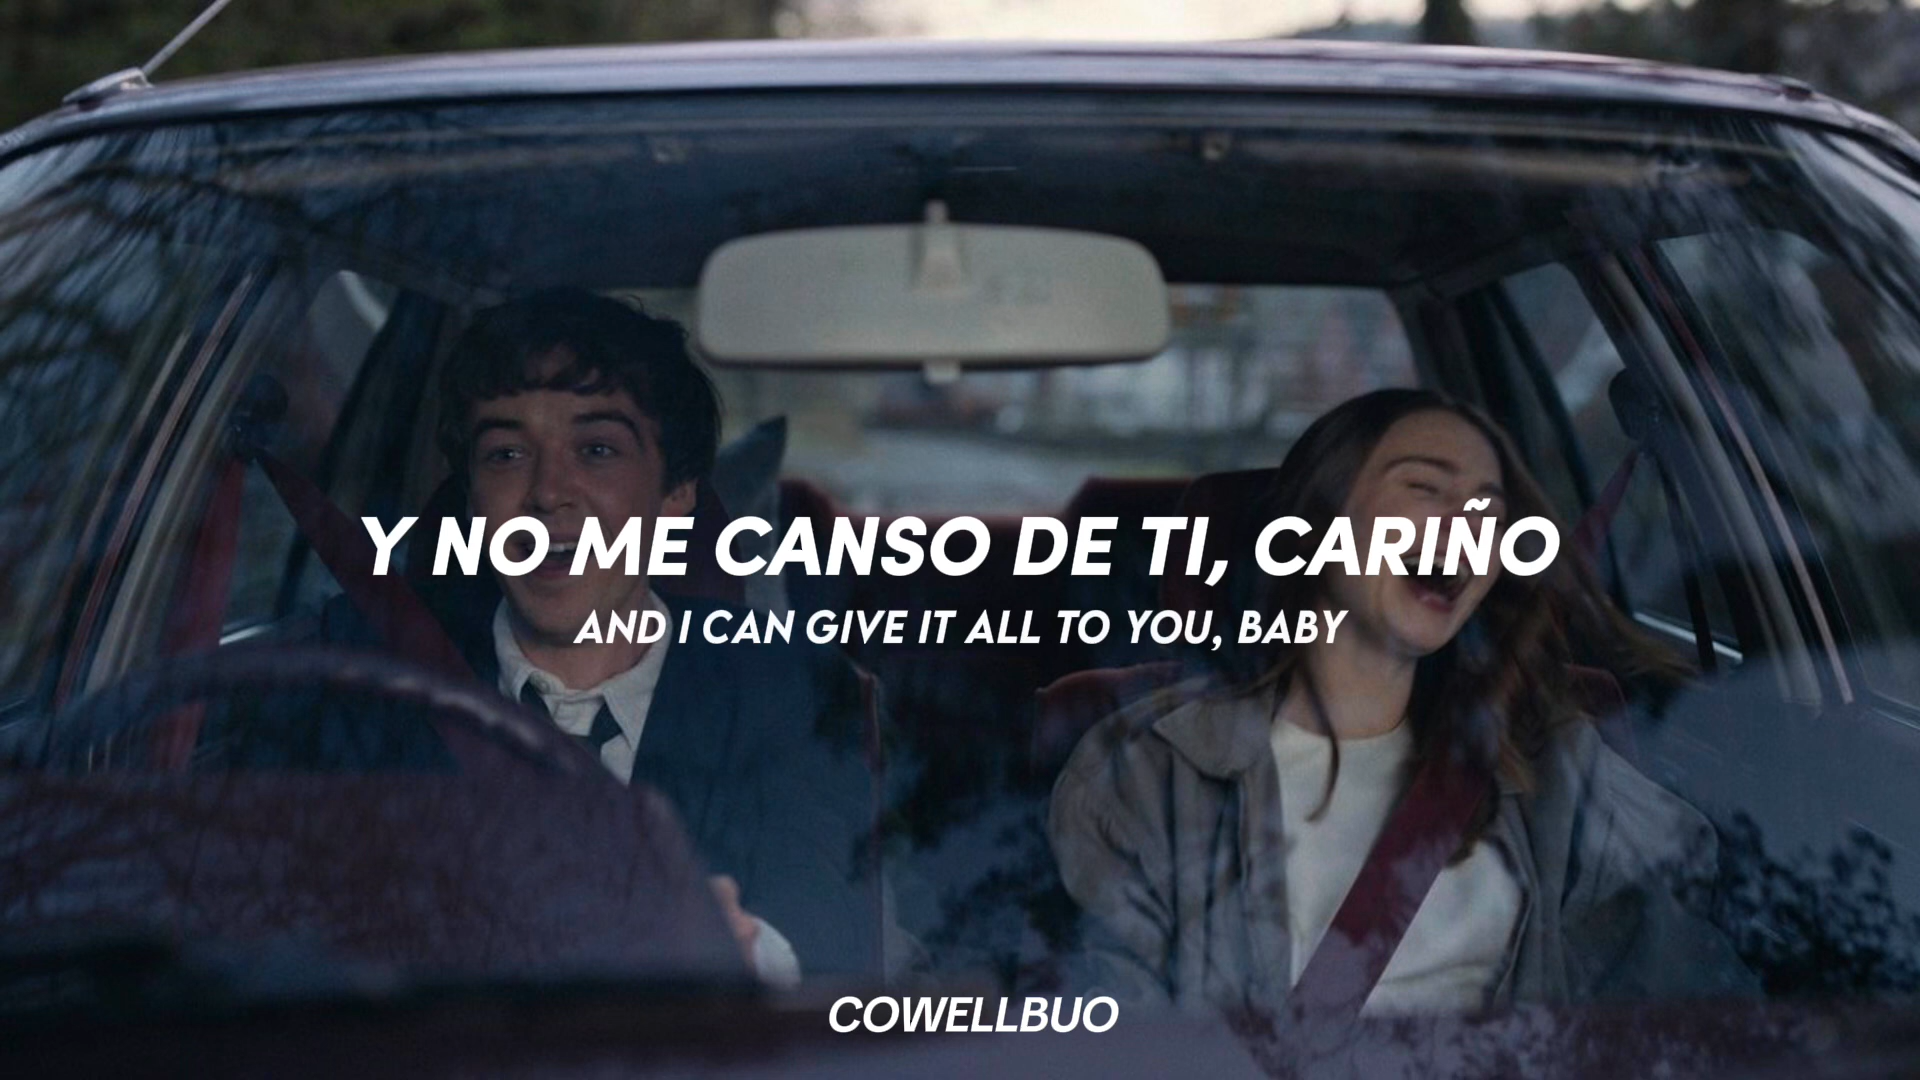 Y NO ME CANSO DE TI, CARIÑO
AND I CAN GIVE IT ALL TO YOU, BABY
COWELLBUO